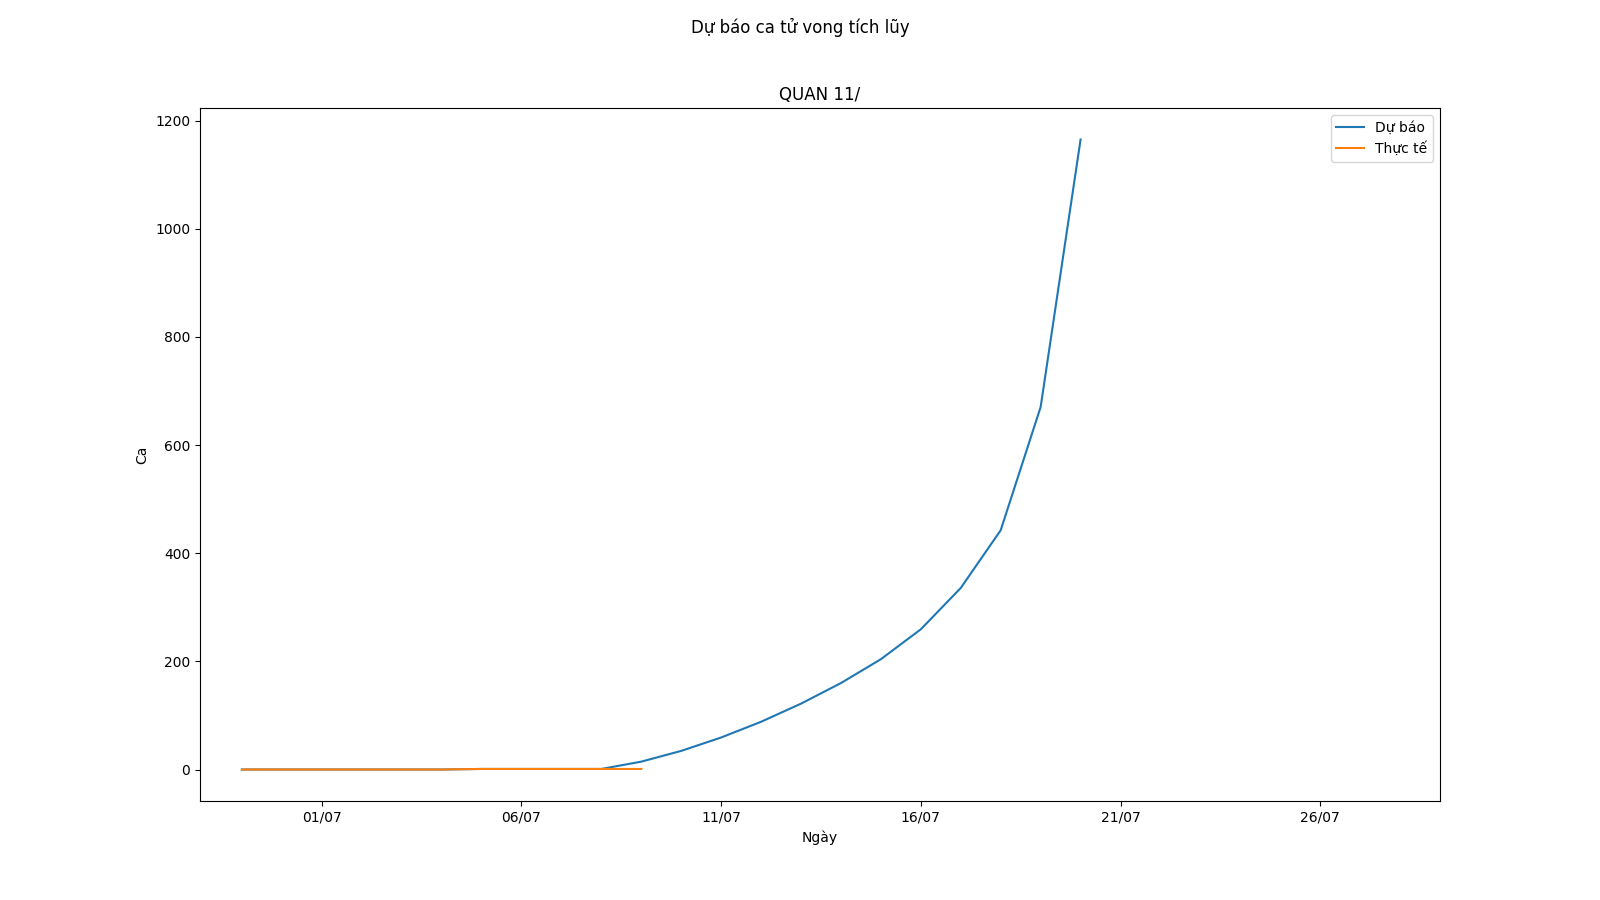 Dự báo ca tử vong tích lũy
QUAN 11/
Dự báo
Thực tế
1200
1000
800
600
400
200
0
Ca
01/07
06/07
11/07
16/07
21/07
26/07
Ngày